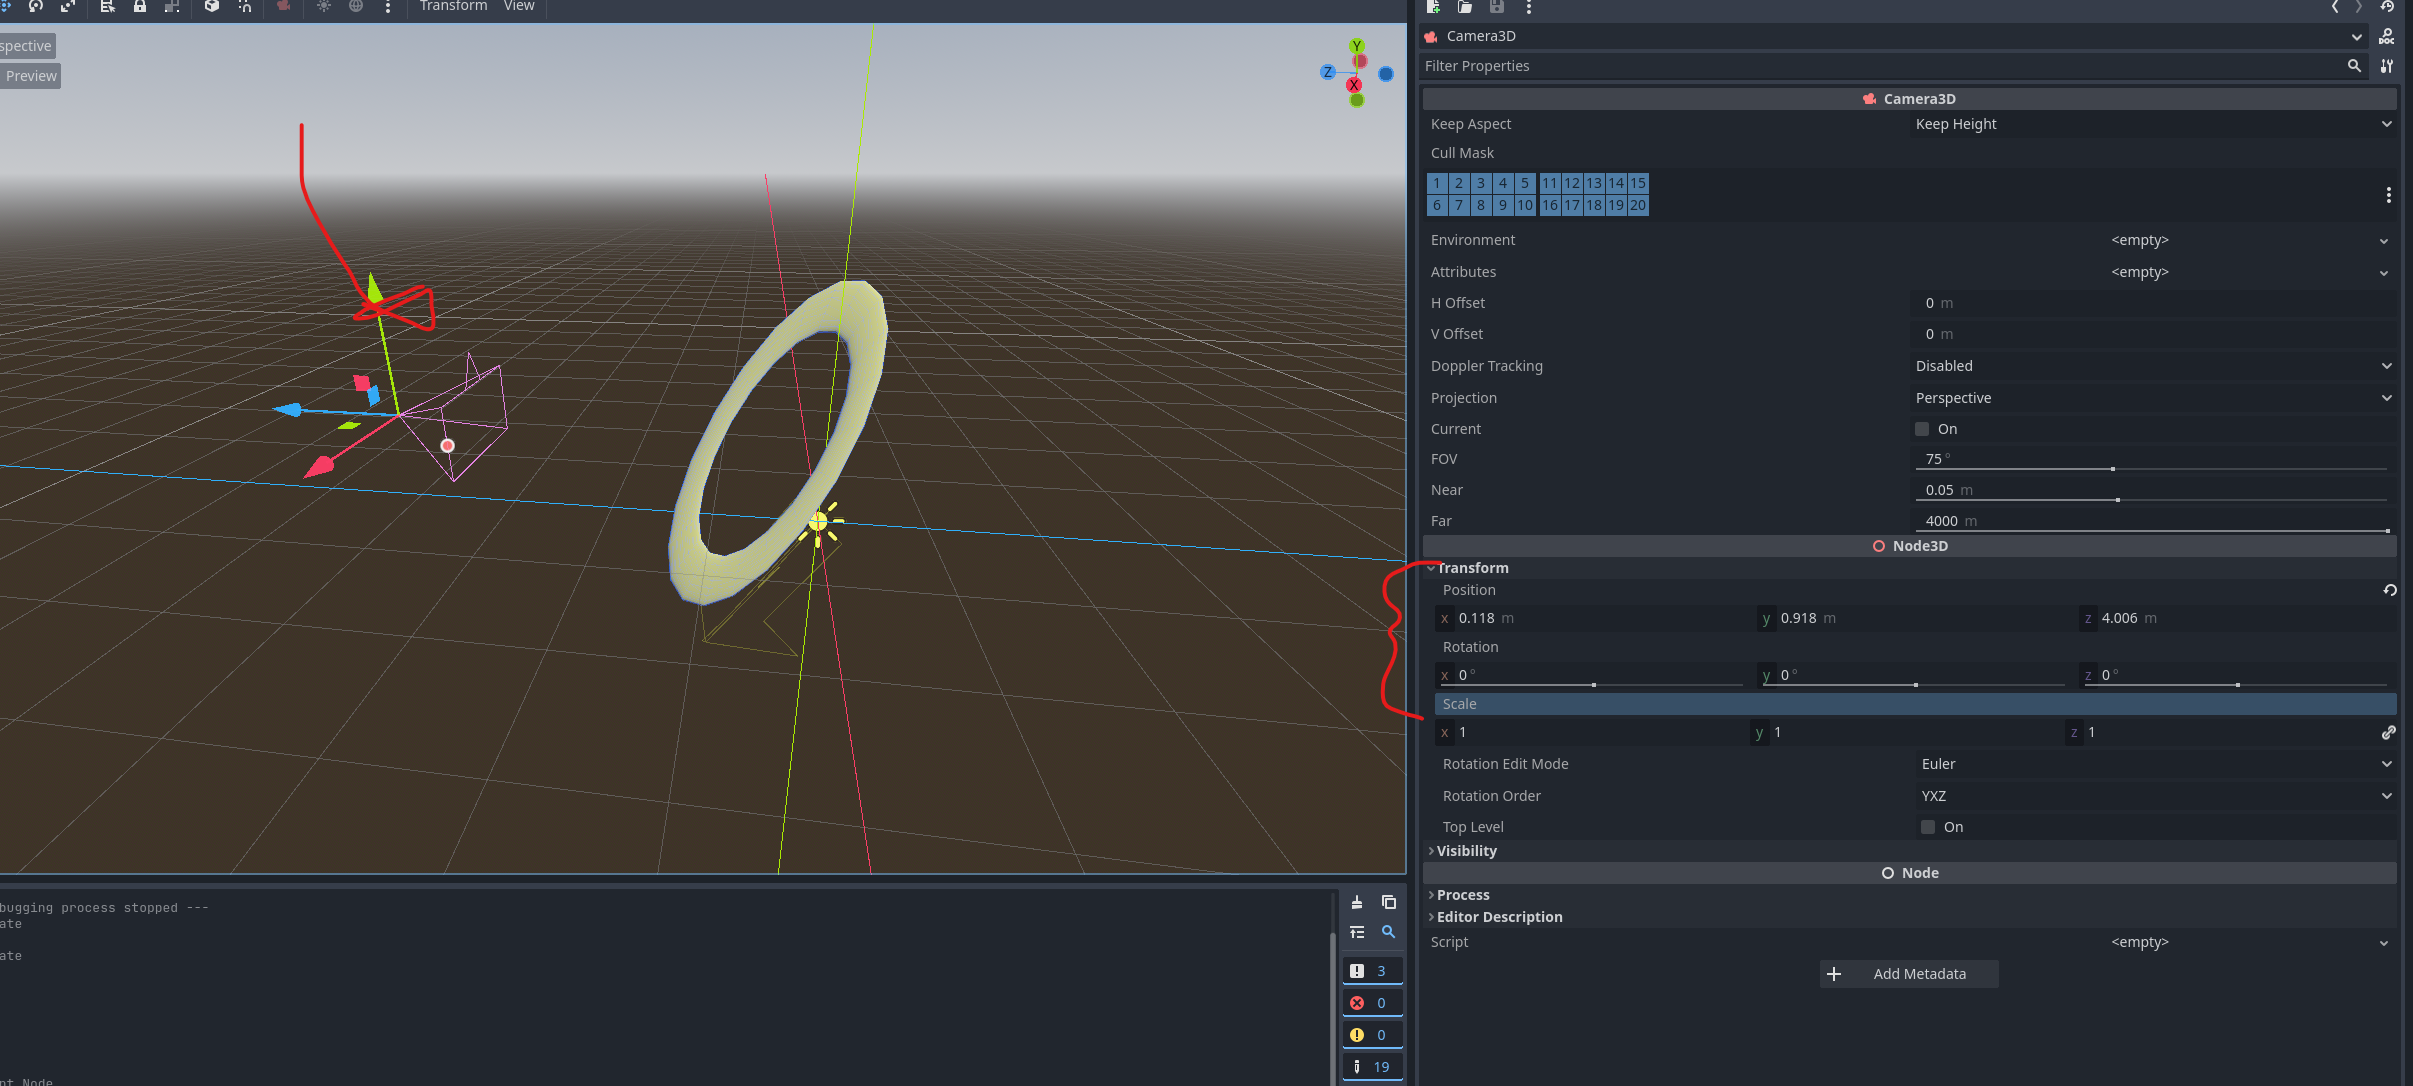 Transform View
spective
Preview
Y
Z
X
bugging process stopped ---
ate
ate
nt Node
3
0
0
19
Camera3D
Filter Properties
Camera3D
Keep Aspect Keep Height
Cull Mask
1 2 3 4 5 11 12 13 14 15
6 7 8 9 10 16 17 18 19 20
Environment <empty>
Attributes <empty>
H Offset 0 m
V Offset 0 m
Doppler Tracking Disabled
Projection Perspective
Current On
FOV 75 °
Near 0.05 m
Far 4000 m
Node3D
Transform
Position
x 0.118 m y 0.918 m z 4.006 m
Rotation
x 0 ° y 0 ° z 0 °
Scale
x 1 y 1 z 1
Rotation Edit Mode Euler
Rotation Order YXZ
Top Level On
Visibility
Node
Process
Editor Description
Script <empty>
Add Metadata